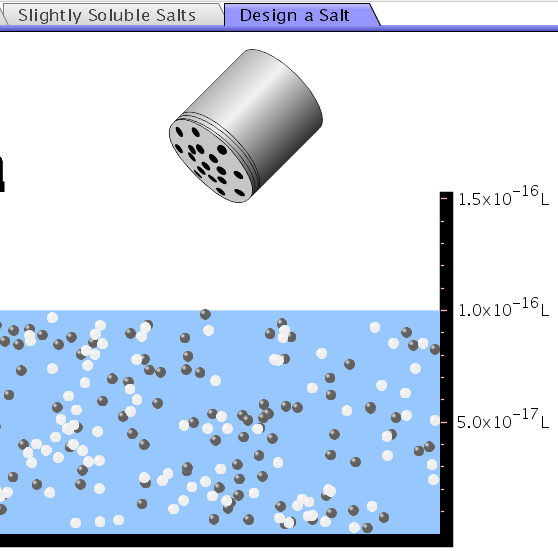 Slightly Soluble Salts
Design a Salt
1.5x10⁻¹⁶L
1.0x10⁻¹⁶L
5.0x10⁻¹⁷L